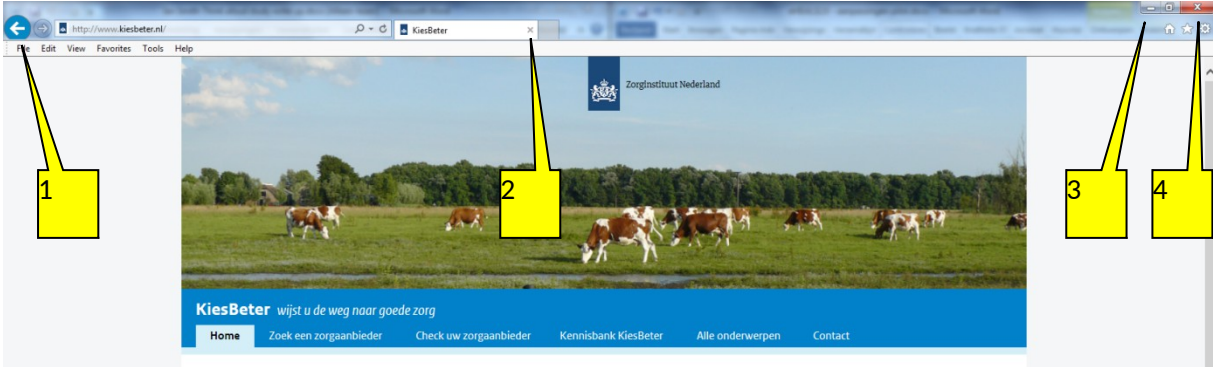 http://www.kiesbeter.nl/
KiesBeter
File Edit View Favorites Tools Help
Zorginstituut Nederland
1
2
3
4
KiesBeter wijst u de weg naar goede zorg
Home Zoek een zorgaanbieder Check uw zorgaanbieder Kennisbank KiesBeter Alle onderwerpen Contact